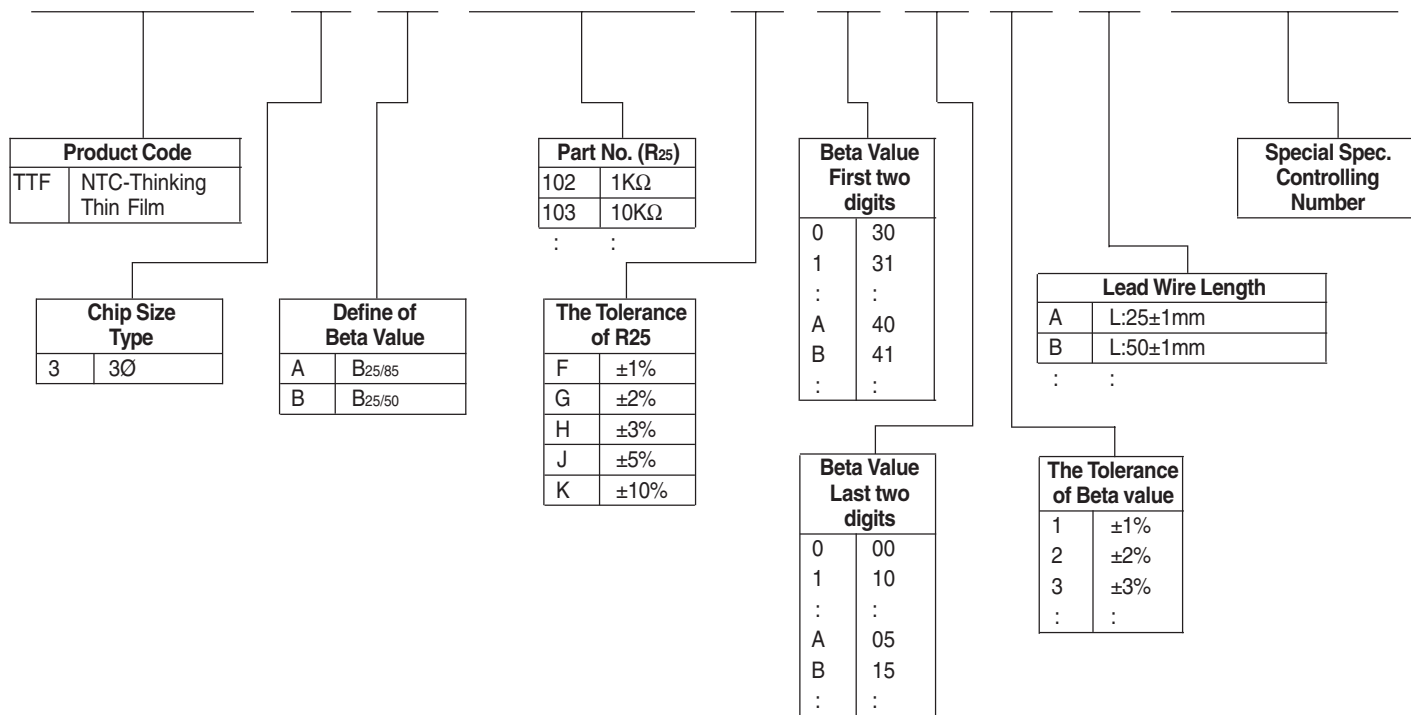 Product Code
TTF NTC-Thinking
Thin Film
Chip Size
Type
3 3Ø
Define of
Beta Value
A B25/85
B B25/50
Part No. (R25)
102 1KΩ
103 10KΩ
: :
The Tolerance
of R25
F ±1%
G ±2%
H ±3%
J ±5%
K ±10%
Beta Value
First two
digits
0 30
1 31
: :
A 40
B 41
: :
Beta Value
Last two
digits
0 00
1 10
: :
A 05
B 15
: :
The Tolerance
of Beta value
1 ±1%
2 ±2%
3 ±3%
: :
Lead Wire Length
A L:25±1mm
B L:50±1mm
: :
Special Spec.
Controlling
Number